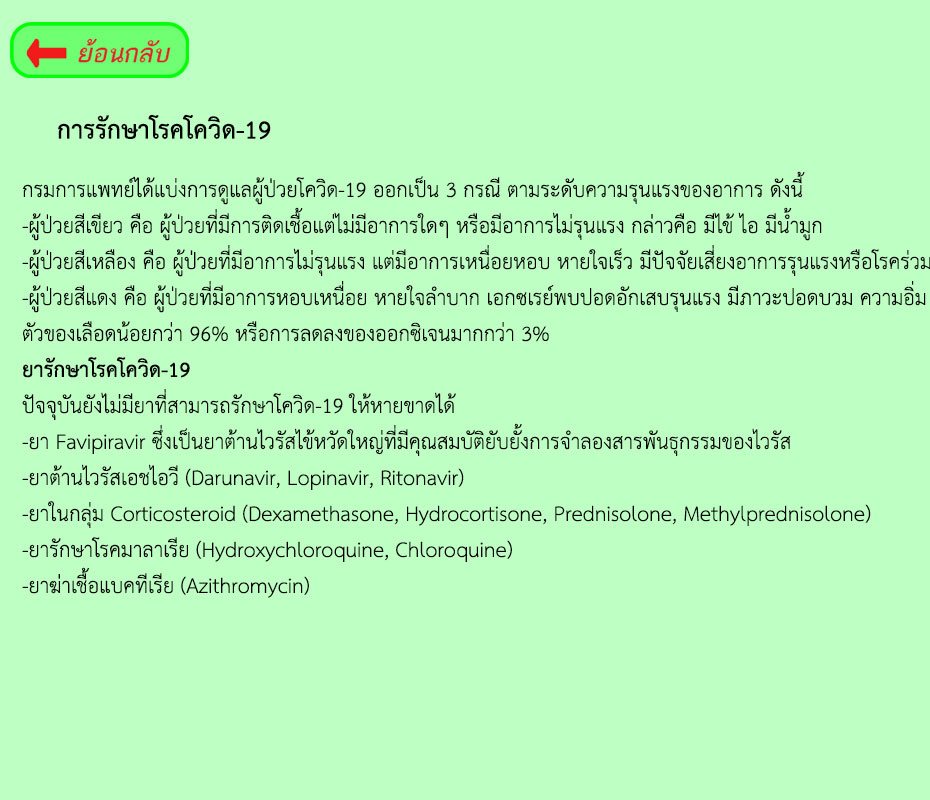 ย้อนกลับ
การรักษาโรคโควิด-19
กรมการแพทย์ได้แบ่งการดูแลผู้ป่วยโควิด-19 ออกเป็น 3 กรณี ตามระดับความรุนแรงของอาการ ดังนี้
-ผู้ป่วยสีเขียว คือ ผู้ป่วยที่มีการติดเชื้อแต่ไม่มีอาการใดๆ หรือมีอาการไม่รุนแรง กล่าวคือ มีไข้ ไอ มีน้ำมูก
-ผู้ป่วยสีเหลือง คือ ผู้ป่วยที่มีอาการไม่รุนแรง แต่มีอาการเหนื่อยหอบ หายใจเร็ว มีปัจจัยเสี่ยงอาการรุนแรงหรือโรคร่วม
-ผู้ป่วยสีแดง คือ ผู้ป่วยที่มีอาการหอบเหนื่อย หายใจลำบาก เอกซเรย์พบปอดอักเสบรุนแรง มีภาวะปอดบวม ความอิ่ม
ตัวของเลือดน้อยกว่า 96% หรือการลดลงของออกซิเจนมากกว่า 3%
ยารักษาโรคโควิด-19
ปัจจุบันยังไม่มียาที่สามารถรักษาโควิด-19 ให้หายขาดได้
-ยา Favipiravir ซึ่งเป็นยาต้านไวรัสไข้หวัดใหญ่ที่มีคุณสมบัติยับยั้งการจำลองสารพันธุกรรมของไวรัส
-ยาต้านไวรัสเอชไอวี (Darunavir, Lopinavir, Ritonavir)
-ยาในกลุ่ม Corticosteroid (Dexamethasone, Hydrocortisone, Prednisolone, Methylprednisolone)
-ยารักษาโรคมาลาเรีย (Hydroxychloroquine, Chloroquine)
-ยาฆ่าเชื้อแบคทีเรีย (Azithromycin)